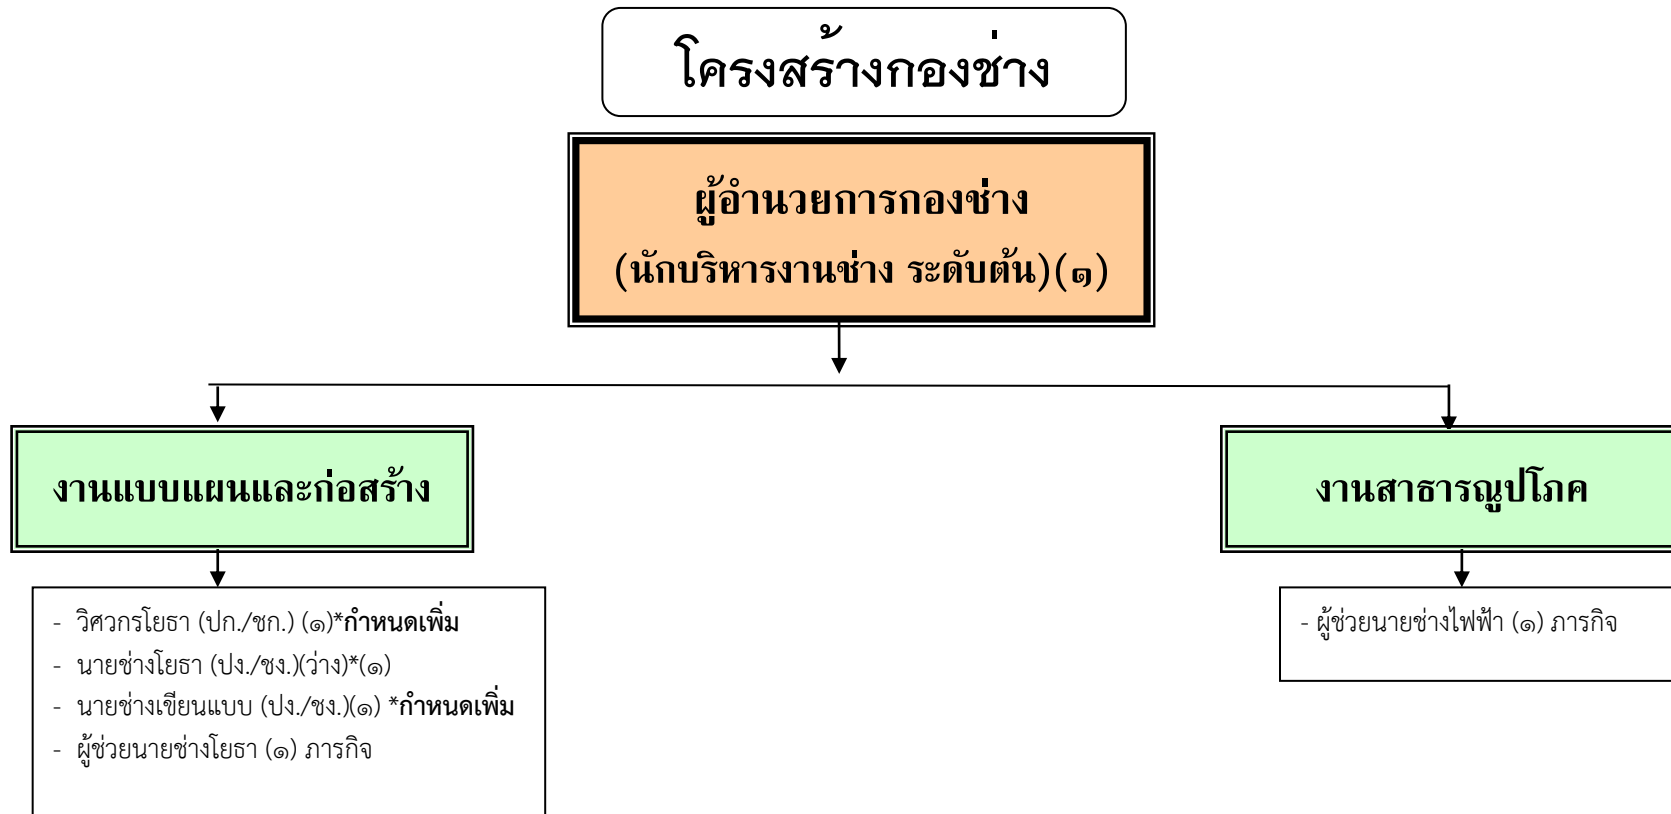 โครงสร้างกองช่าง
ผู้อำนวยการกองช่าง
(นักบริหารงานช่าง ระดับต้น)(๑)
งานแบบแผนและก่อสร้าง
งานสาธารณูปโภค
- วิศวกรโยธา (ปก./ชก.) (๑)*กำหนดเพิ่ม
- นายช่างโยธา (ปง./ชง.)(ว่าง)*(๑)
- นายช่างเขียนแบบ (ปง./ชง.)(๑) *กำหนดเพิ่ม
- ผู้ช่วยนายช่างโยธา (๑) ภารกิจ
- ผู้ช่วยนายช่างไฟฟ้า (๑) ภารกิจ